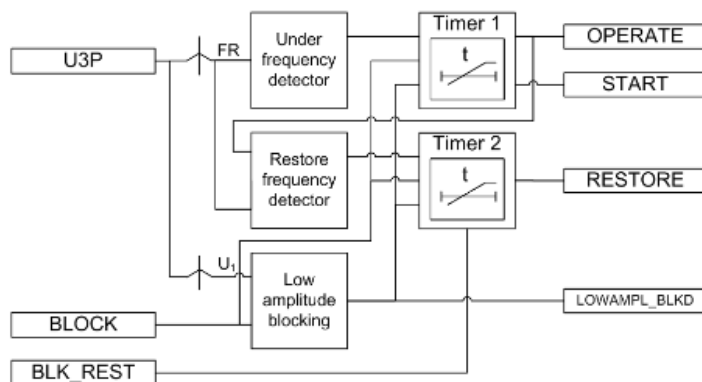 Timer 1
OPERATE
Under
frequency
detector
FR
U3P
t
START
Timer 2
Restore
frequency
detector
t
RESTORE
U₁
Low
amplitude
blocking
LOWAMPL_BLKD
BLOCK
BLK_REST